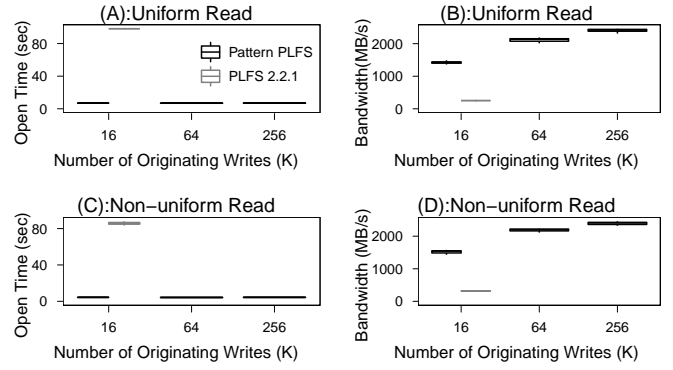 (A):Uniform Read
Open Time (sec)
80
40
0
Pattern PLFS
PLFS 2.2.1
16 64 256
Number of Originating Writes (K)
(B):Uniform Read
Bandwidth(MB/s)
2000
1000
0
16 64 256
Number of Originating Writes (K)
(C):Non−uniform Read
Open Time (sec)
80
40
0
16 64 256
Number of Originating Writes (K)
(D):Non−uniform Read
Bandwidth (MB/s)
2000
1000
0
16 64 256
Number of Originating Writes (K)